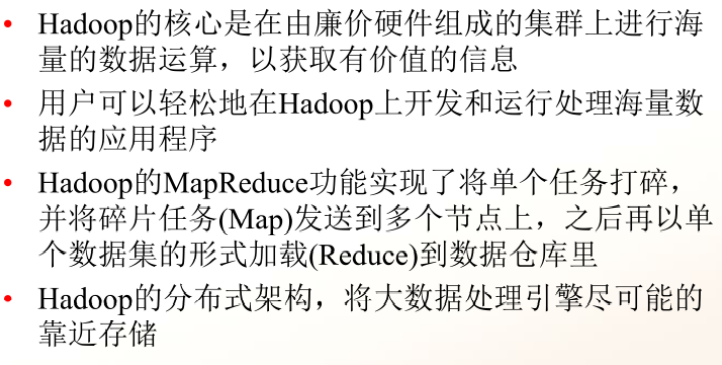 • Hadoop的核心是在由廉价硬件组成的集群上进行海
量的数据运算，以获取有价值的信息
• 用户可以轻松地在Hadoop上开发和运行处理海量数
据的应用程序
• Hadoop的MapReduce功能实现了将单个任务打碎，
并将碎片任务(Map)发送到多个节点上，之后再以单
个数据集的形式加载(Reduce)到数据仓库里
• Hadoop的分布式架构，将大数据处理引擎尽可能的
靠近存储